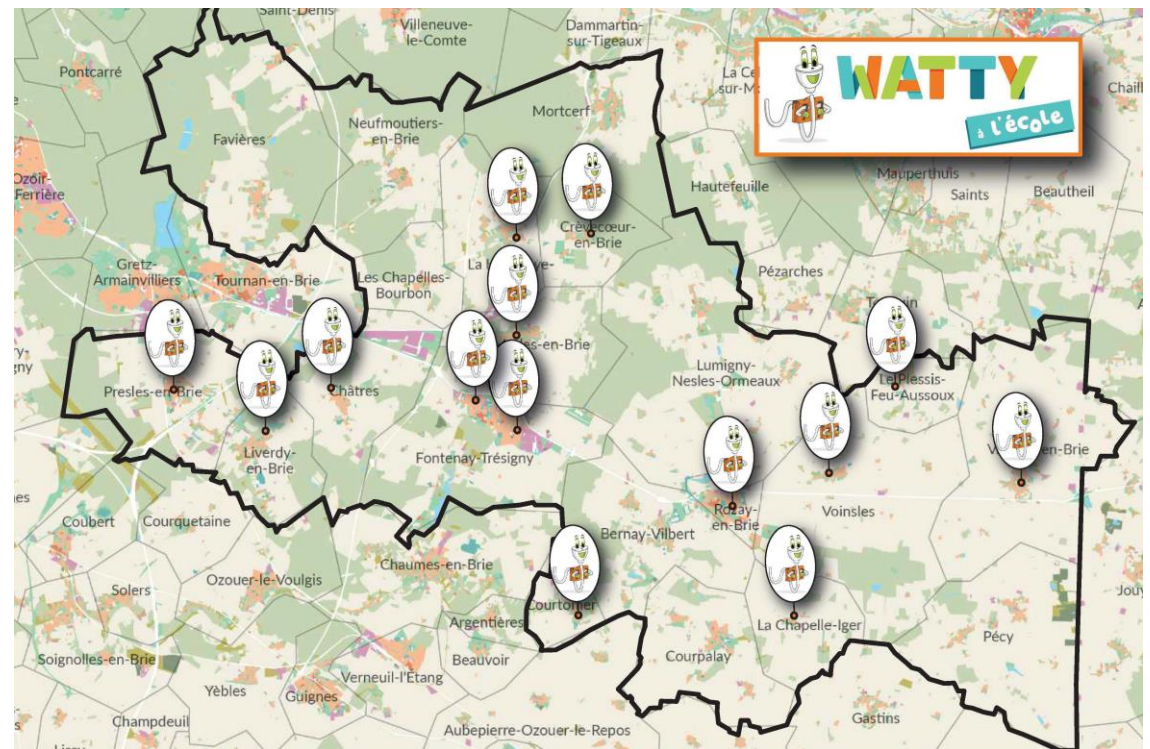 Saint-Denis
Villeneuve-
le-Comte
Dammartin-
sur-Tigeaux
WATTY
à l'école
Pontcarré
Mortcerf
Neufmoutiers-
en-Brie
Favières
Mauperthuis
Saints
Beautheil
Hautefeuille
Crèvecœur-
en-Brie
Gretz-
Armainvilliers
Tournan-en-Brie
Les Chapelles-
Bourbon
Pézarches
Lumigny-
Nesles-Ormeaux
Le Plessis-
Feu-Aussoux
Presles-en-Brie
Châtres
Liverdy-
en-Brie
Fontenay-Trésigny
Rozay-
en-Brie
Voinsles
Coubert
Courquetaine
Bernay-Vilbert
Chaumes-en-Brie
Ozouer-le-Voulgis
Solers
Courtomer
Argentières
La Chapelle-Iger
Pécy
Soignolles-en-Brie
Beauvoir
Courpalay
Verneuil-l'Étang
Yèbles
Guignes
Champdeuil
Gastins
Aubepierre-Ozouer-le-Repos